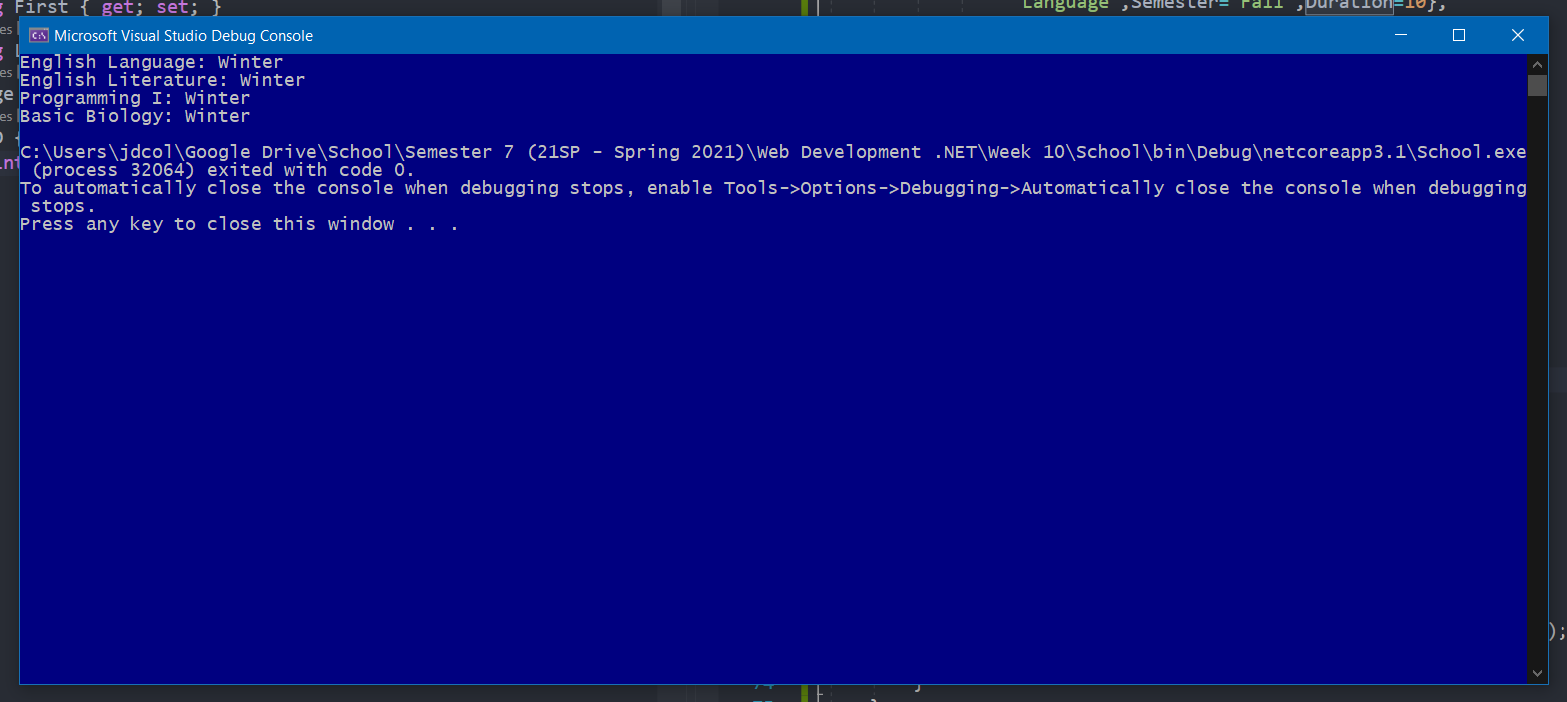 First { get; set; }
Language ,Semester= Fall ,Duration=10},
Microsoft Visual Studio Debug Console
English Language: Winter
English Literature: Winter
Programming I: Winter
Basic Biology: Winter
C:\Users\jdcol\Google Drive\School\Semester 7 (21SP - Spring 2021)\Web Development .NET\Week 10\School\bin\Debug\netcoreapp3.1\School.exe
(process 32064) exited with code 0.
To automatically close the console when debugging stops, enable Tools->Options->Debugging->Automatically close the console when debugging
stops.
Press any key to close this window . . .
);